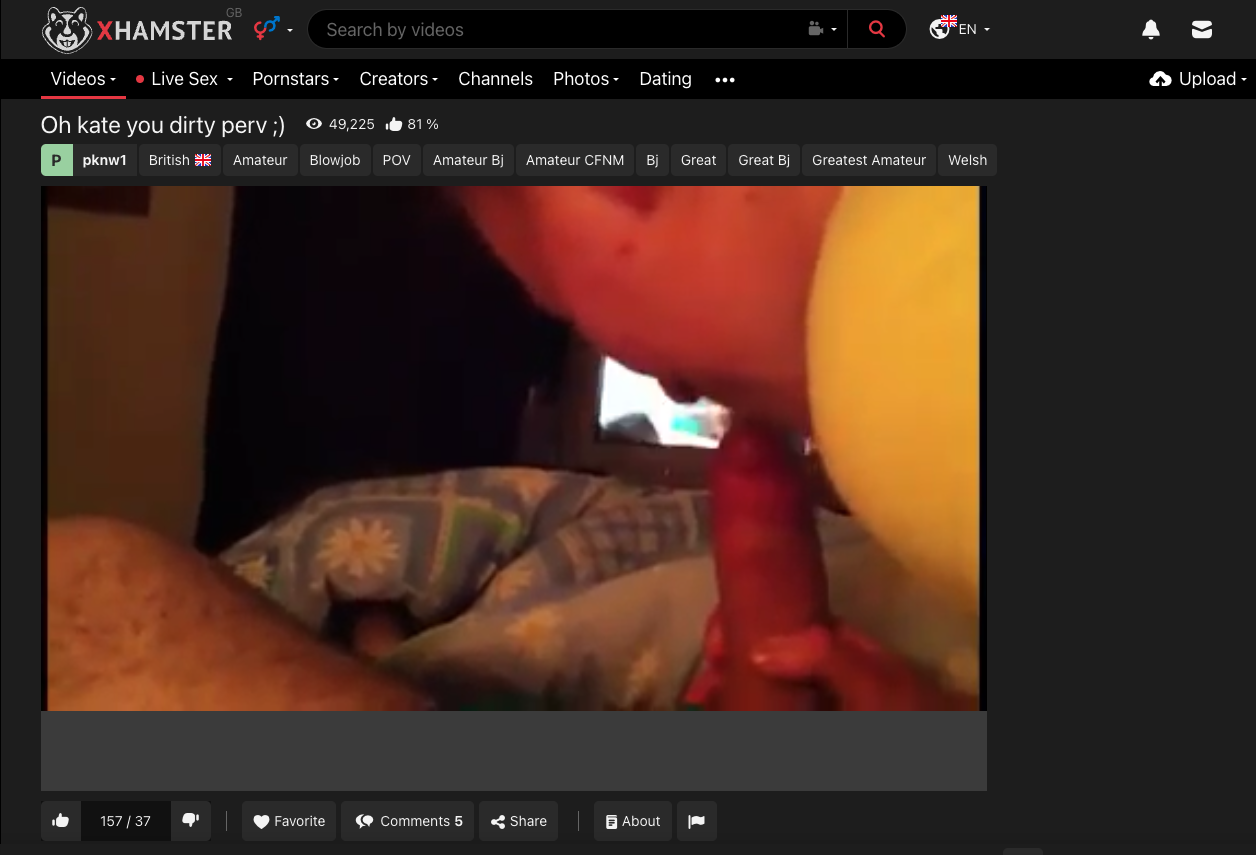 XHAMSTER GB
Search by videos
EN
Videos Live Sex Pornstars Creators Channels Photos Dating ••• Upload
Oh kate you dirty perv ;) 49,225 81 %
P pknw1 British Amateur Blowjob POV Amateur Bj Amateur CFNM Bj Great Great Bj Greatest Amateur Welsh
157 / 37 Favorite Comments 5 Share About